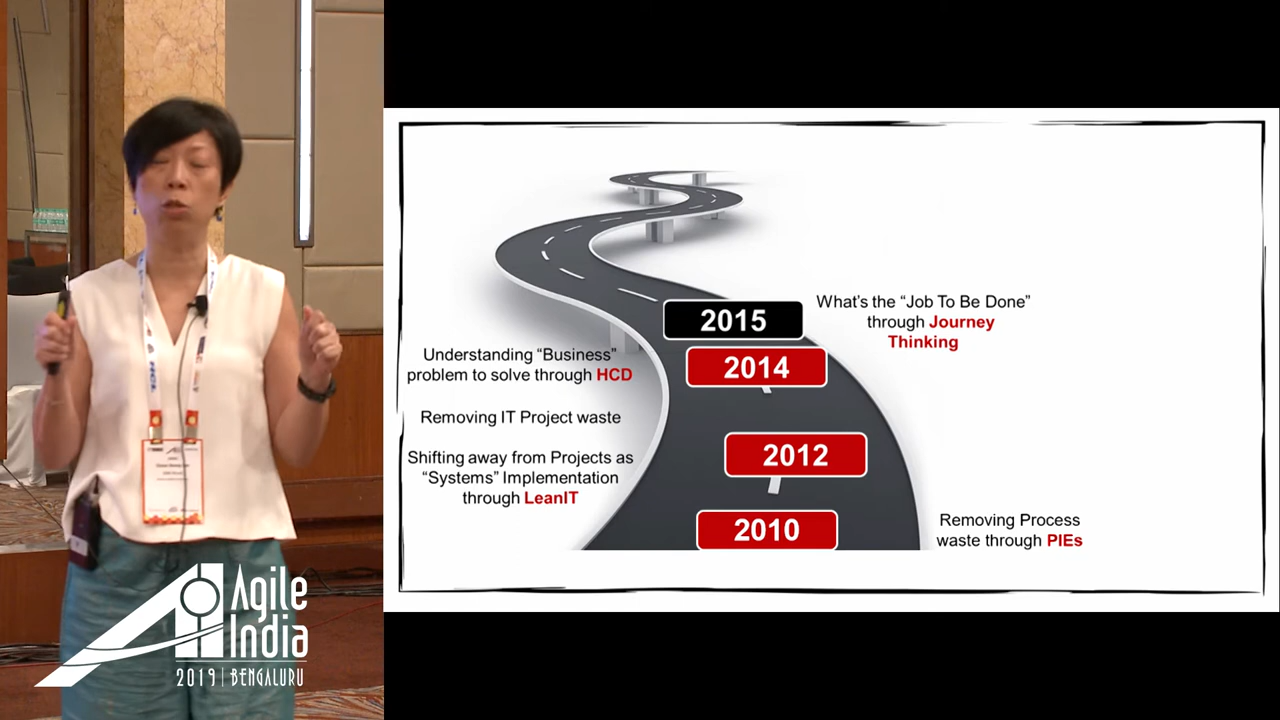 What's the “Job To Be Done”
through Journey
Thinking
2015
2014
Understanding “Business”
problem to solve through HCD
Removing IT Project waste
2012
Shifting away from Projects as
“Systems” Implementation
through LeanIT
2010
Removing Process
waste through PIEs
Agile
India
2019 | BENGALURU